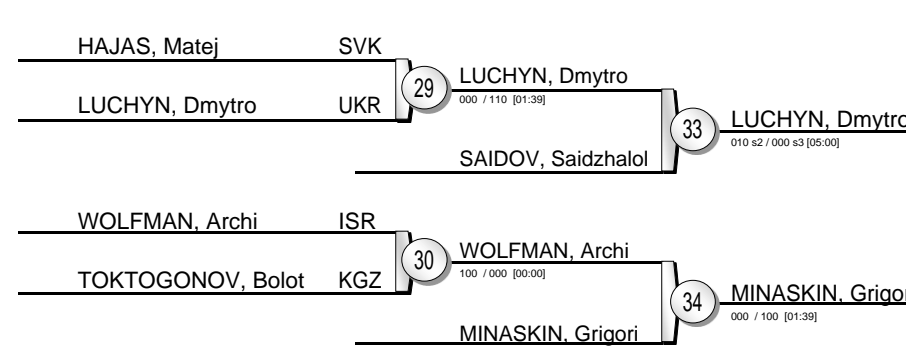 HAJAS, Matej SVK
LUCHYN, Dmytro UKR
29
LUCHYN, Dmytro
000 / 110 [01:39]
SAIDOV, Saidzhalol
33
LUCHYN, Dmytro
010 s2 / 000 s3 [05:00]
WOLFMAN, Archi ISR
TOKTOGONOV, Bolot KGZ
30
WOLFMAN, Archi
100 / 000 [00:00]
MINASKIN, Grigori
34
MINASKIN, Grigori
000 / 100 [01:39]